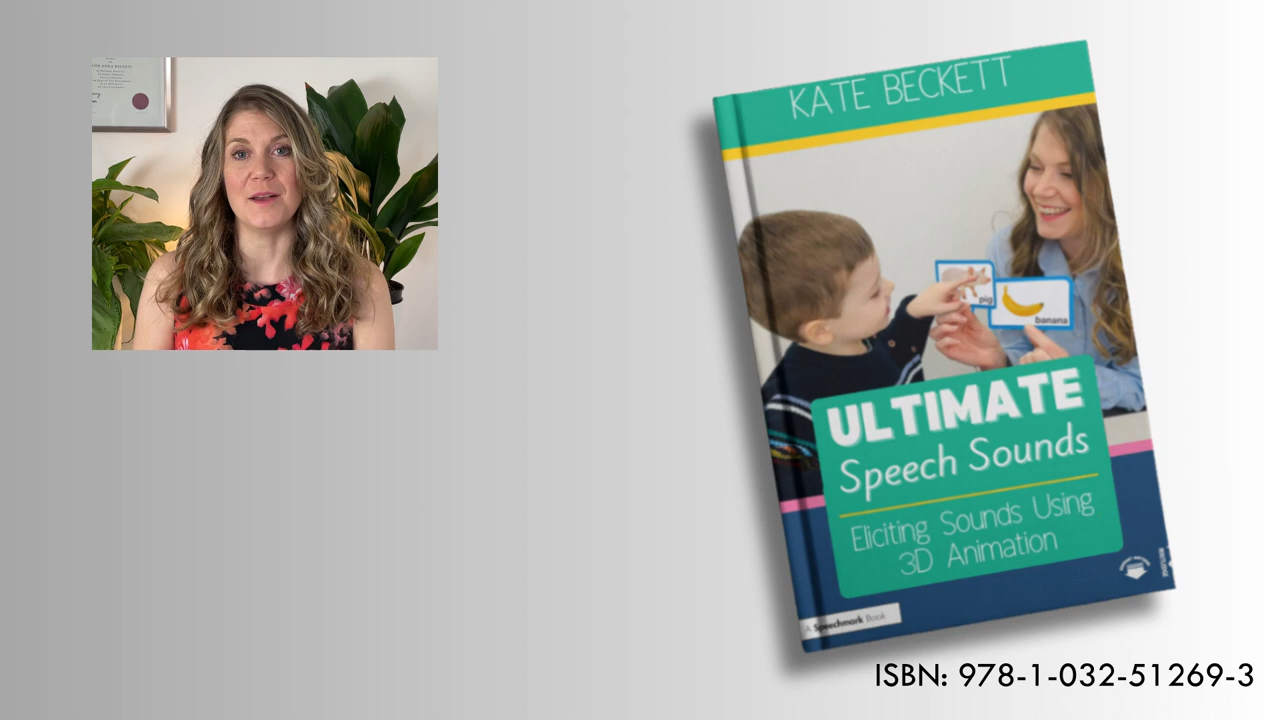 BECKETT
KATE BECKETT
pig
banana
ULTIMATE
Speech Sounds
Eliciting Sounds Using
3D Animation
A Speechmark Book
ISBN: 978-1-032-51269-3